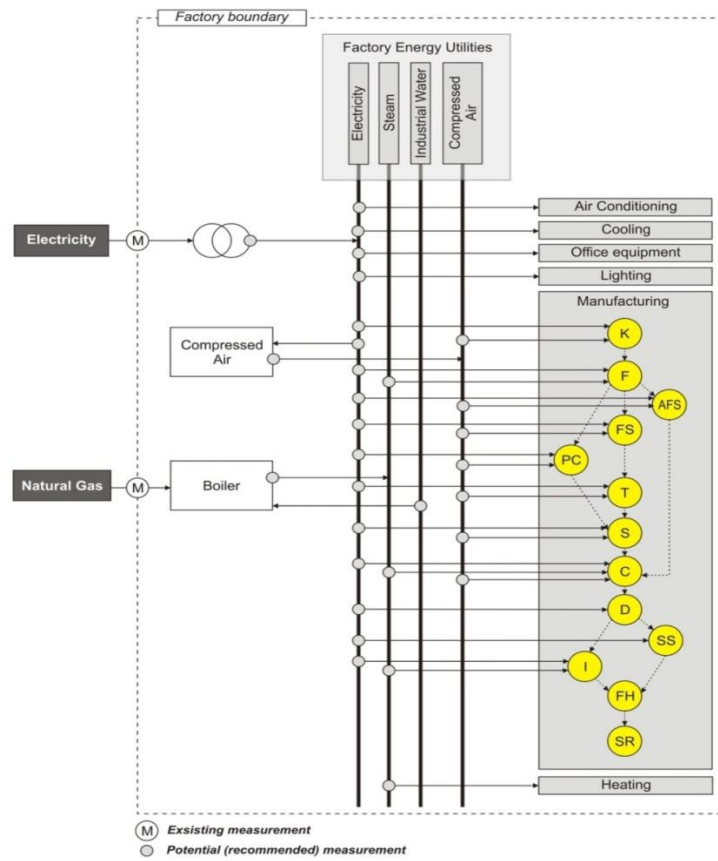 Factory boundary
Factory Energy Utilities
Electricity
Steam
Industrial Water
Compressed
Air
Air Conditioning
Cooling
Electricity
M
Office equipment
Lighting
Manufacturing
K
Compressed
Air
F
AFS
FS
PC
Natural Gas
M
Boiler
T
S
C
D
SS
I
FH
SR
Heating
M Exsisting measurement
Potential (recommended) measurement